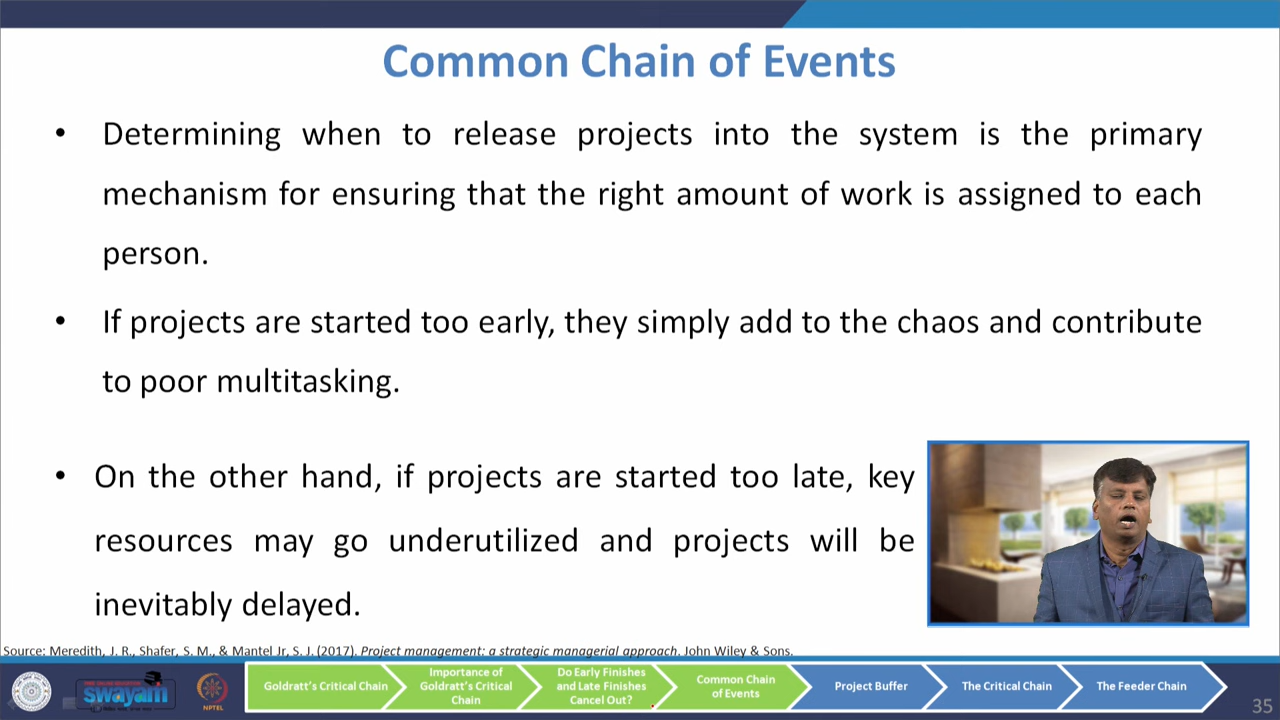 Common Chain of Events
• Determining when to release projects into the system is the primary
mechanism for ensuring that the right amount of work is assigned to each
person.
• If projects are started too early, they simply add to the chaos and contribute
to poor multitasking.
• On the other hand, if projects are started too late, key
resources may go underutilized and projects will be
inevitably delayed.
Source: Meredith, J. R., Shafer, S. M., & Mantel Jr, S. J. (2017). Project management: a strategic managerial approach. John Wiley & Sons.
swayam
NPTEL
Goldratt's Critical Chain
Importance of
Goldratt's Critical
Chain
Do Early Finishes
and Late Finishes
Cancel Out?
Common Chain
of Events
Project Buffer
The Critical Chain
The Feeder Chain
35